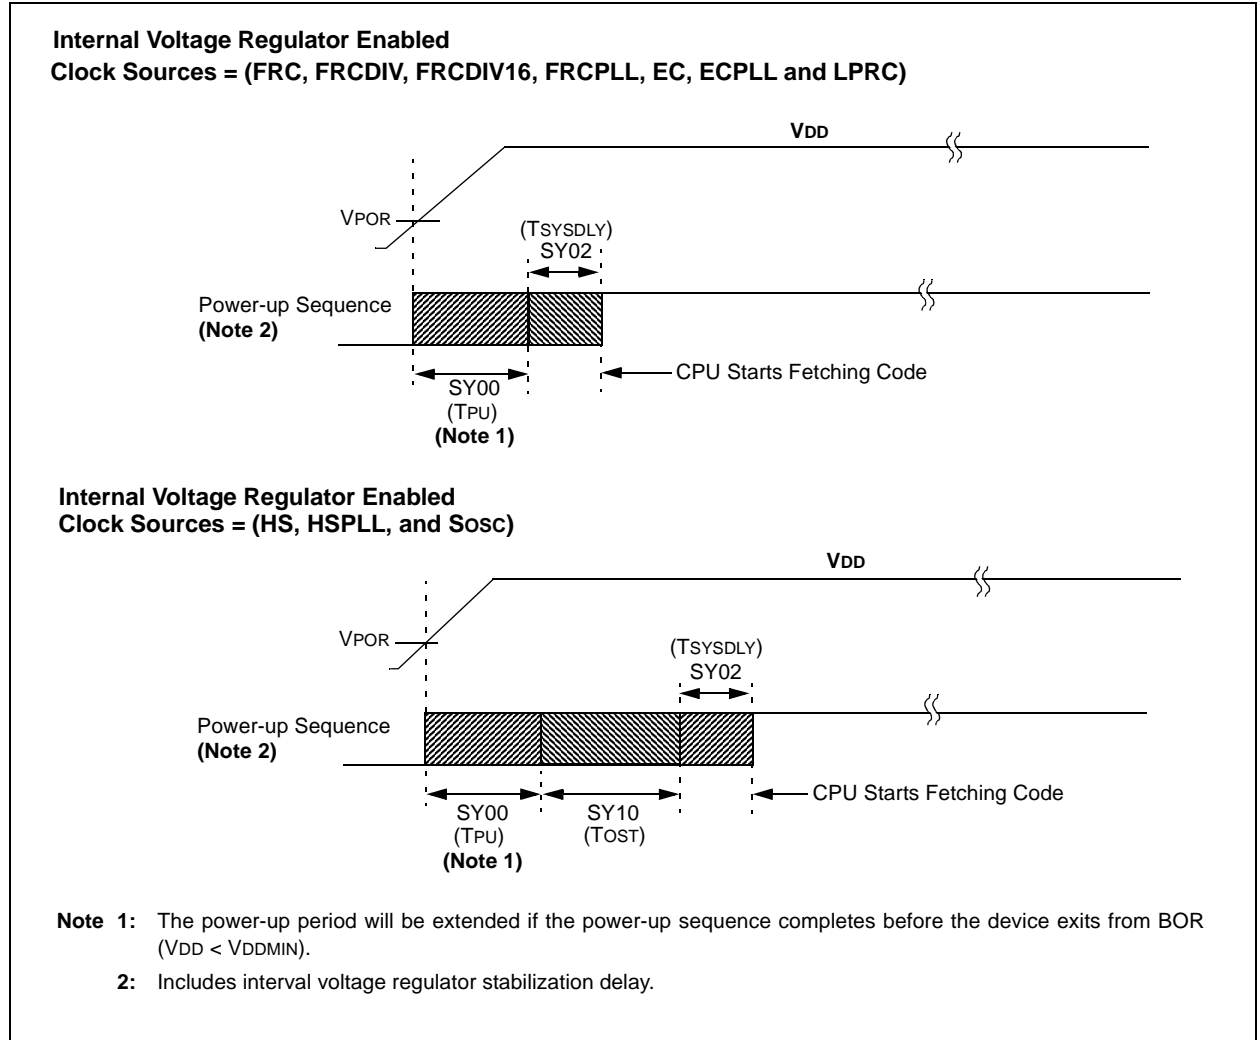 Internal Voltage Regulator Enabled
Clock Sources = (FRC, FRCDIV, FRCDIV16, FRCPLL, EC, ECPLL and LPRC)
VDD
VPOR
(TSYSDLY)
SY02
Power-up Sequence
(Note 2)
CPU Starts Fetching Code
SY00
(TPU)
(Note 1)
Internal Voltage Regulator Enabled
Clock Sources = (HS, HSPLL, and SOSC)
VDD
VPOR
(TSYSDLY)
SY02
Power-up Sequence
(Note 2)
CPU Starts Fetching Code
SY00
(TPU)
(Note 1)
SY10
(TOST)
Note 1: The power-up period will be extended if the power-up sequence completes before the device exits from BOR
(VDD < VDDMIN).
2: Includes interval voltage regulator stabilization delay.